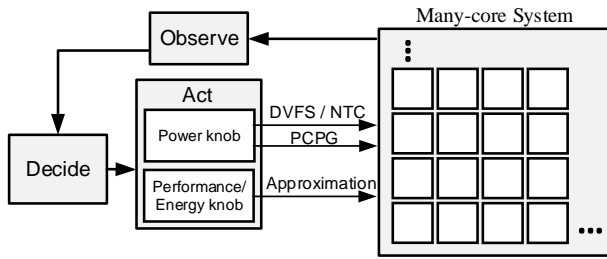 Many-core System
Observe
Act
DVFS / NTC
Power knob
PCPG
Decide
Performance/
Energy knob
Approximation